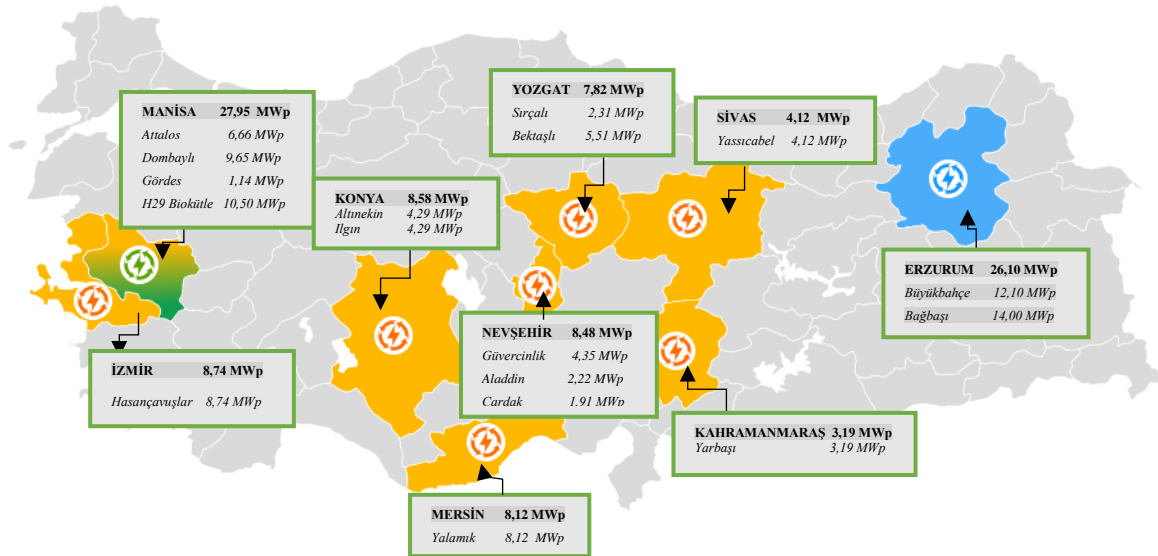 MANİSA 27,95 MWp
Attalos 6,66 MWp
Dombaylı 9,65 MWp
Gördes 1,14 MWp
H29 Biokütle 10,50 MWp
KONYA 8,58 MWp
Altınekin 4,29 MWp
Ilgın 4,29 MWp
YOZGAT 7,82 MWp
Sırçalı 2,31 MWp
Bektaşlı 5,51 MWp
SİVAS 4,12 MWp
Yassıcabel 4,12 MWp
ERZURUM 26,10 MWp
Büyükbahçe 12,10 MWp
Bağbaşı 14,00 MWp
İZMİR 8,74 MWp
Hasançavuşlar 8,74 MWp
NEVŞEHİR 8,48 MWp
Güvercinlik 4,35 MWp
Aladdin 2,22 MWp
Cardak 1.91 MWp
KAHRAMANMARAŞ 3,19 MWp
Yarbaşı 3,19 MWp
MERSİN 8,12 MWp
Yalamık 8,12 MWp